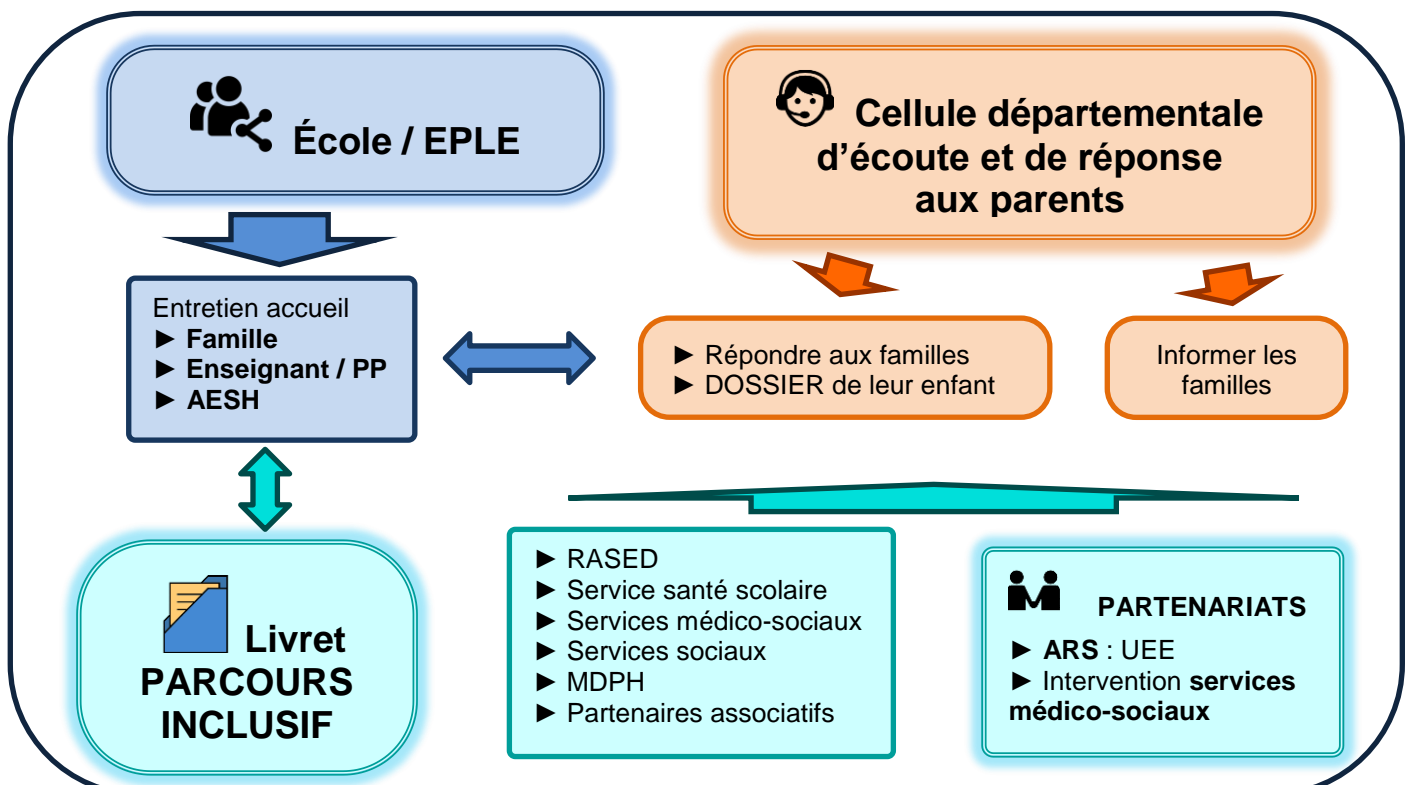 École / EPLE
Cellule départementale
d'écoute et de réponse
aux parents
Entretien accueil
► Famille
► Enseignant / PP
► AESH
► Répondre aux familles
► DOSSIER de leur enfant
Informer les
familles
Livret
PARCOURS
INCLUSIF
► RASED
► Service santé scolaire
► Services médico-sociaux
► Services sociaux
► MDPH
► Partenaires associatifs
PARTENARIATS
► ARS : UEE
► Intervention services
médico-sociaux